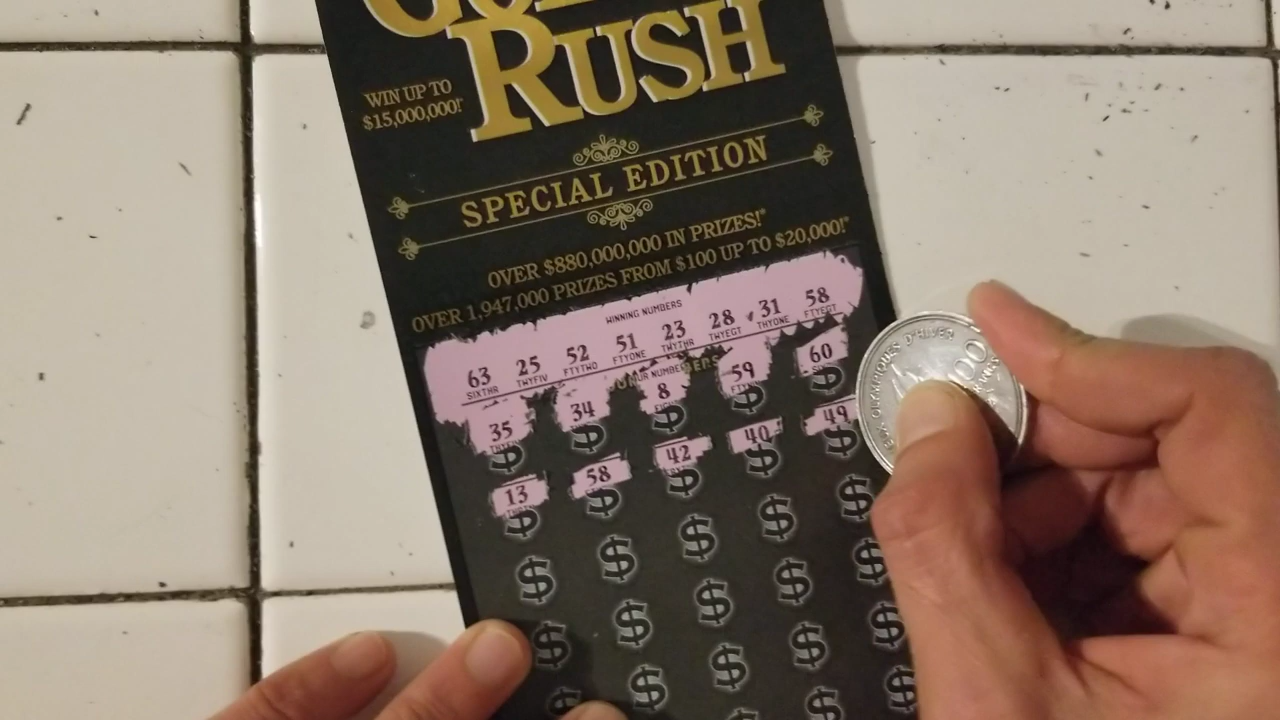 RUSH
WIN UP TO
$15,000,000!*
SPECIAL EDITION
OVER $880,000,000 IN PRIZES!*
OVER 1,947,000 PRIZES FROM $100 UP TO $20,000!*
WINNING NUMBERS
63 25 52 51 23 28 31 58
SIXTHR TWYFIV FTYTWO FTYONE TWYTHR TWYEGT THYONE FTYEGT
35 34 8 59 60
$ $ $ $ $
13 58 42 40 49
$ $ $ $ $
$ $ $ $ $
$ $ $ $ $
$ $ $ $ $
$ $ $ $ $
D'HIVER